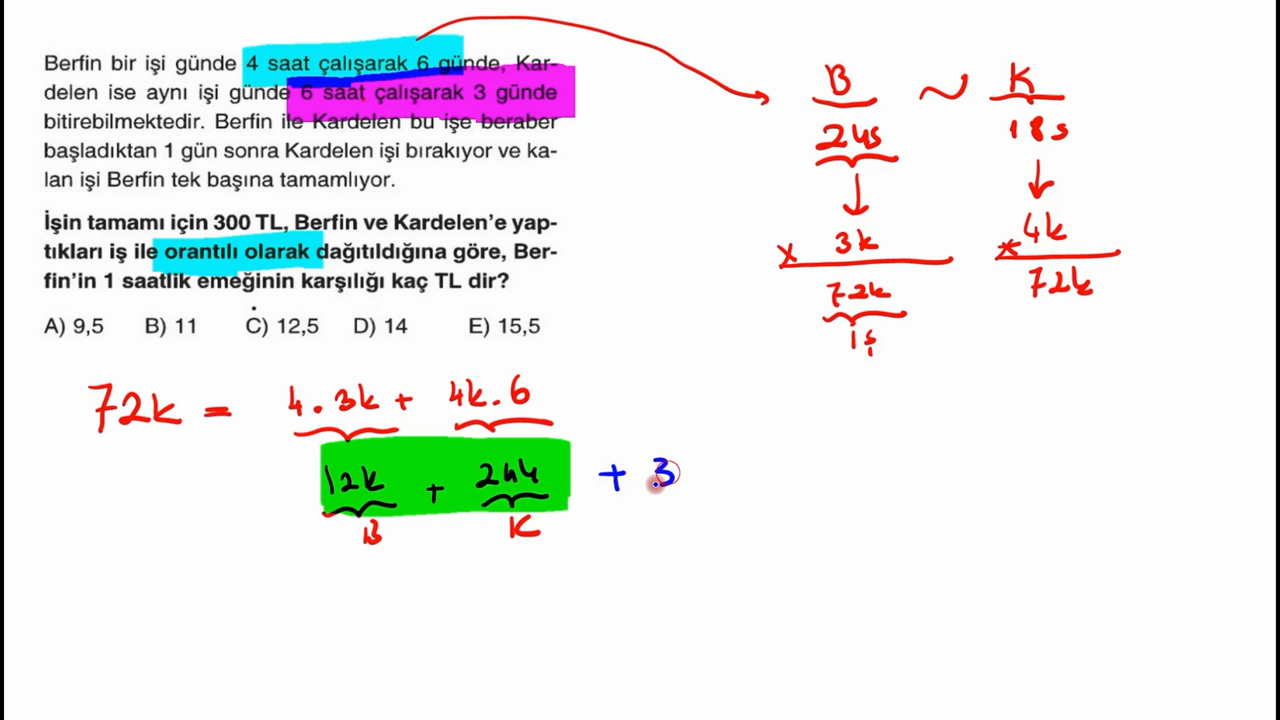 Berfin bir işi günde 4 saat çalışarak 6 günde, Kar-
delen ise aynı işi günde 6 saat çalışarak 3 günde
bitirebilmektedir. Berfin ile Kardelen bu işe beraber
başladıktan 1 gün sonra Kardelen işi bırakıyor ve ka-
lan işi Berfin tek başına tamamlıyor.
İşin tamamı için 300 TL, Berfin ve Kardelen'e yap-
tıkları iş ile orantılı olarak dağıtıldığına göre, Ber-
fin'in 1 saatlik emeğinin karşılığı kaç TL dir?
A) 9,5 B) 11 C) 12,5 D) 14 E) 15,5
B ~ K
24s 18s
x 3k * 4k
72k 72k
iş
72k = 4.3k + 4k.6
12k + 24k + 3
B K